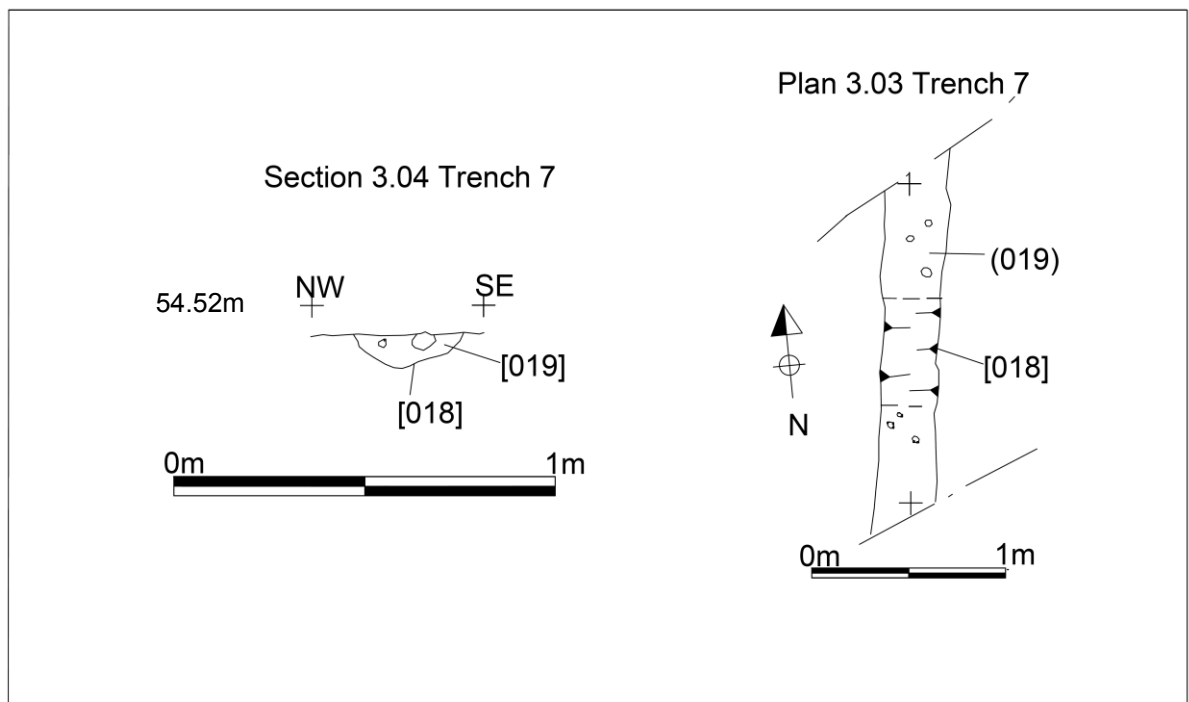 Plan 3.03 Trench 7
Section 3.04 Trench 7
1
(019)
NW SE
54.52m
[019]
[018]
[018]
N
0m 1m
0m 1m